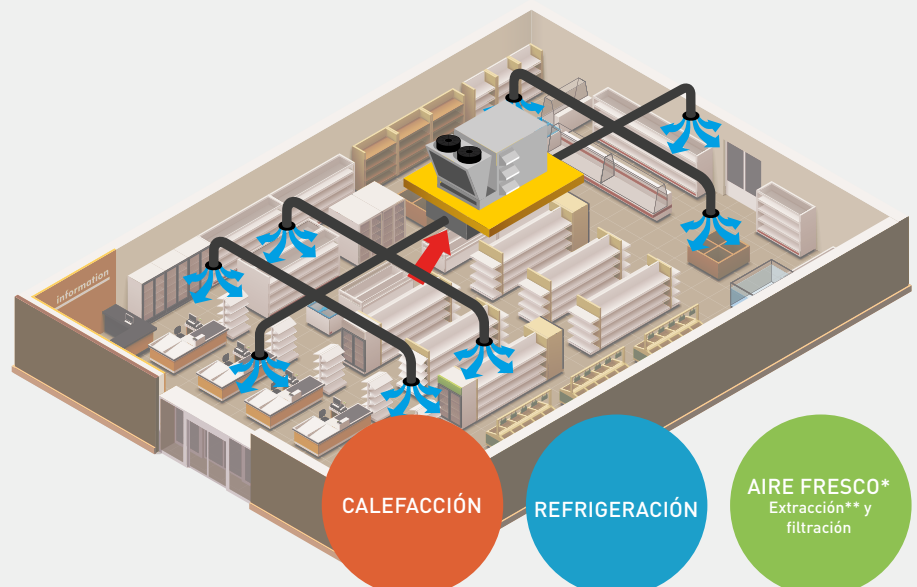 information
CALEFACCIÓN
REFRIGERACIÓN
AIRE FRESCO*
Extracción** y
filtración